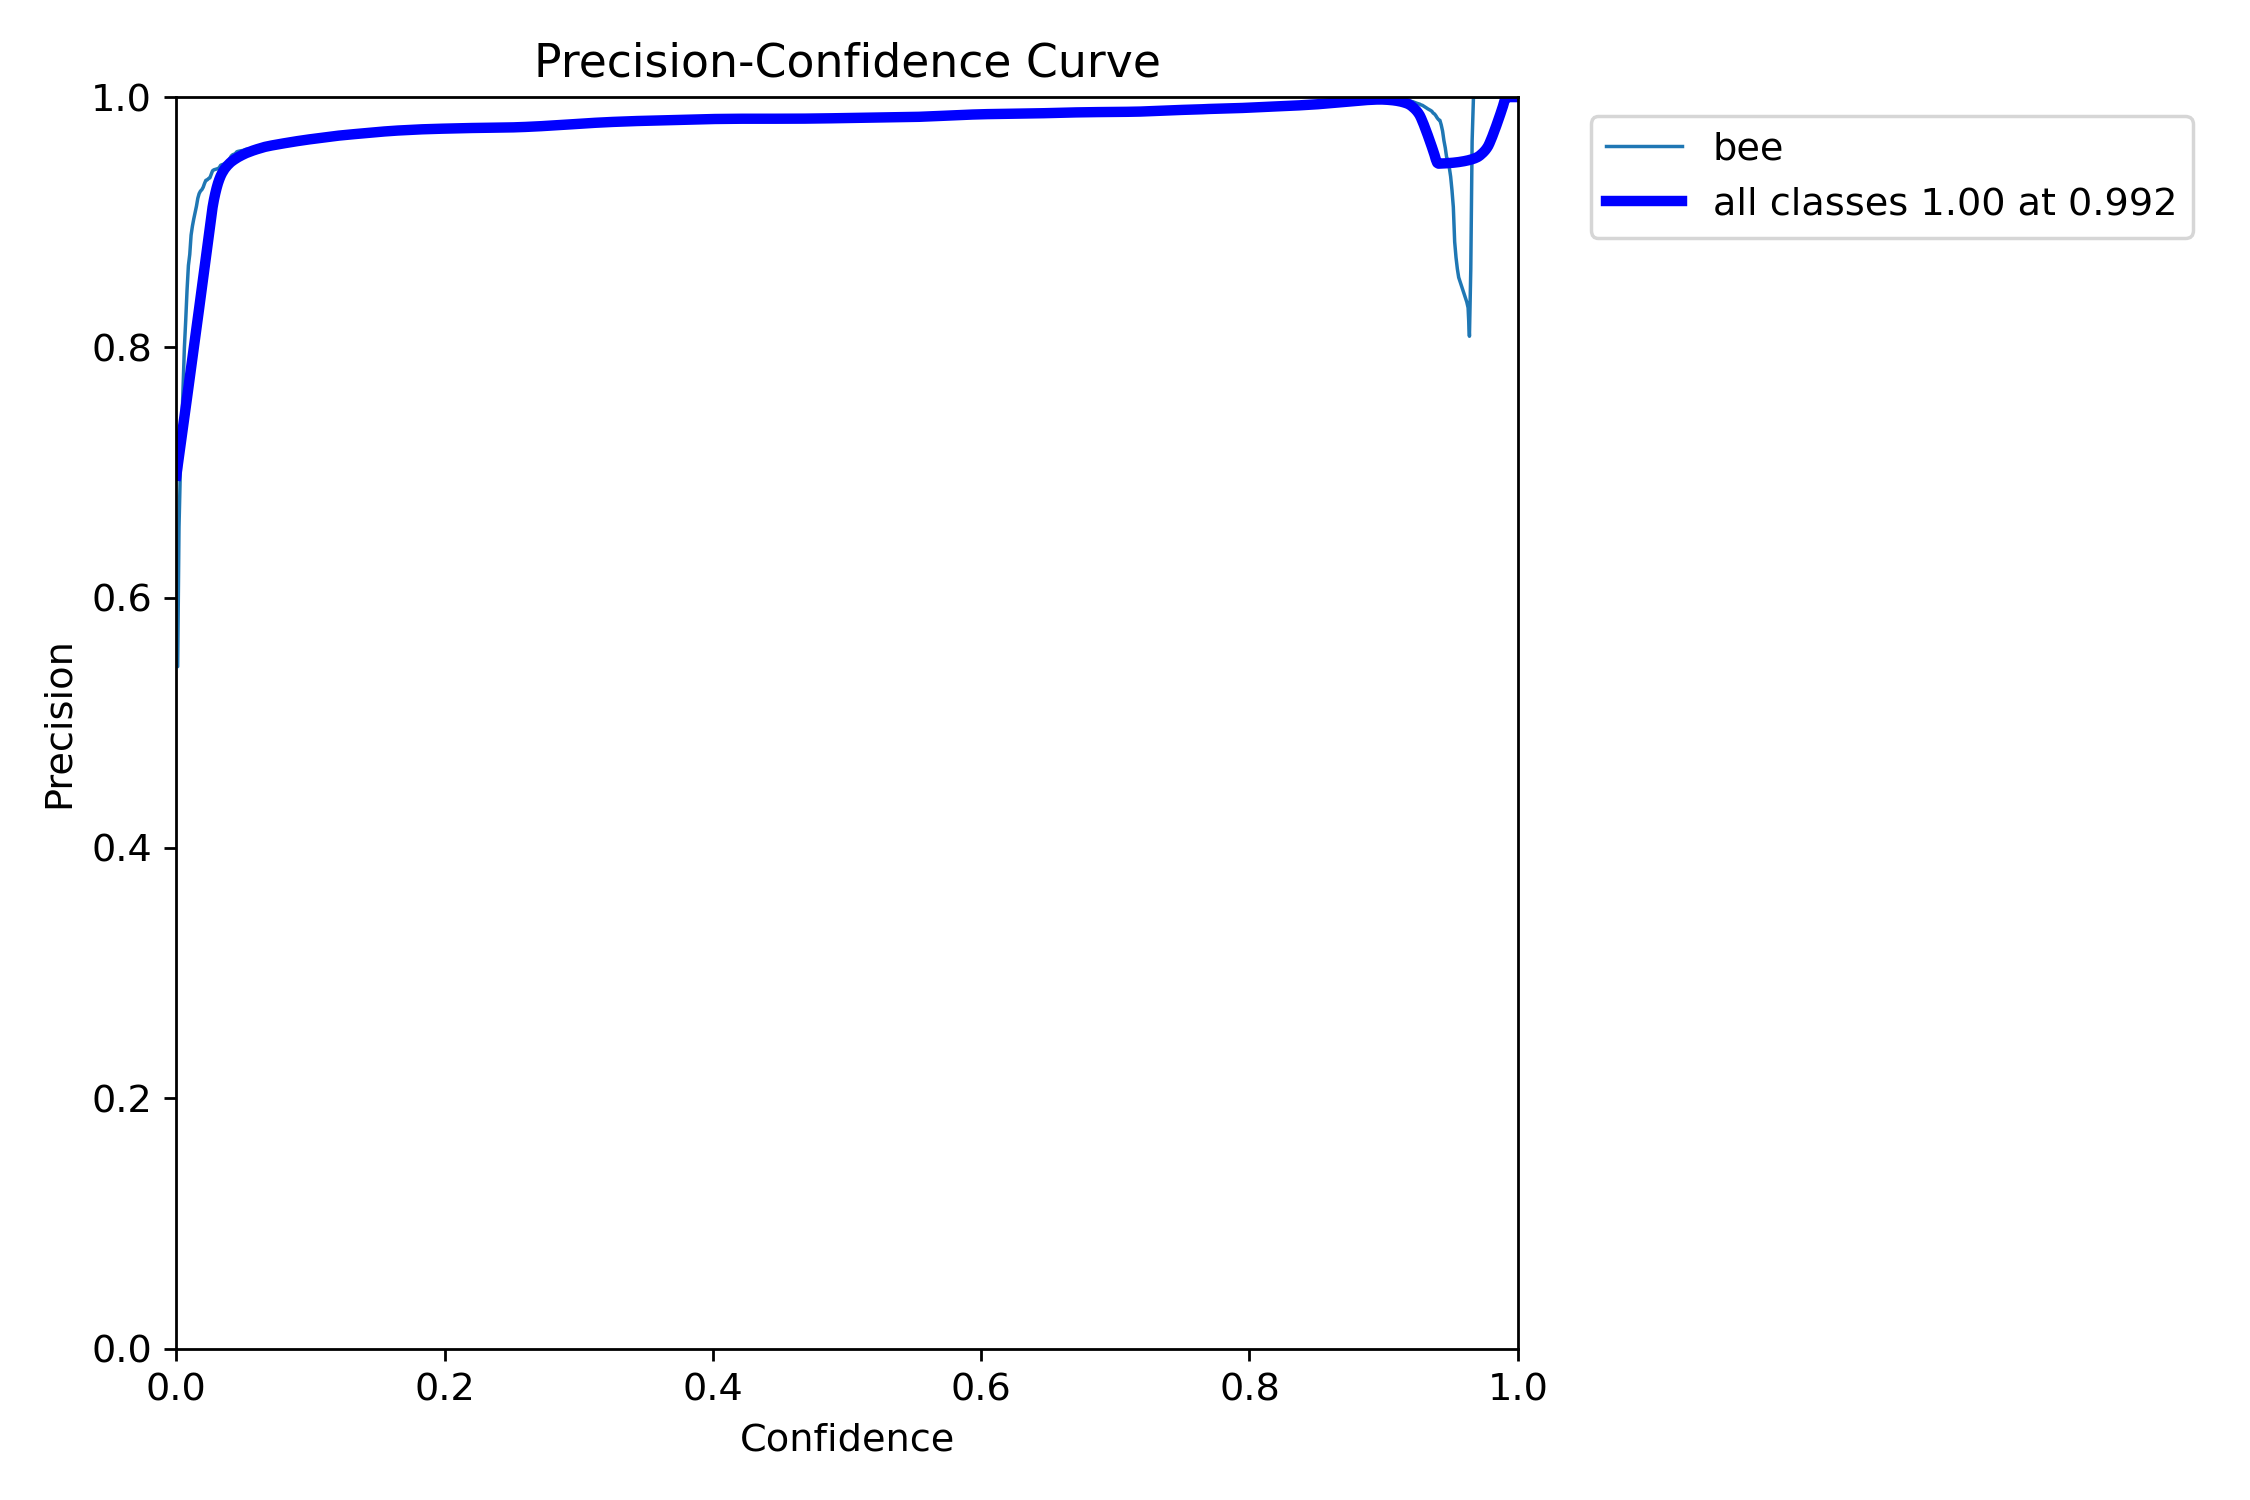 Precision-Confidence Curve
1.0
0.8
0.6
0.4
0.2
0.0
Precision
0.0 0.2 0.4 0.6 0.8 1.0
Confidence
bee
all classes 1.00 at 0.992